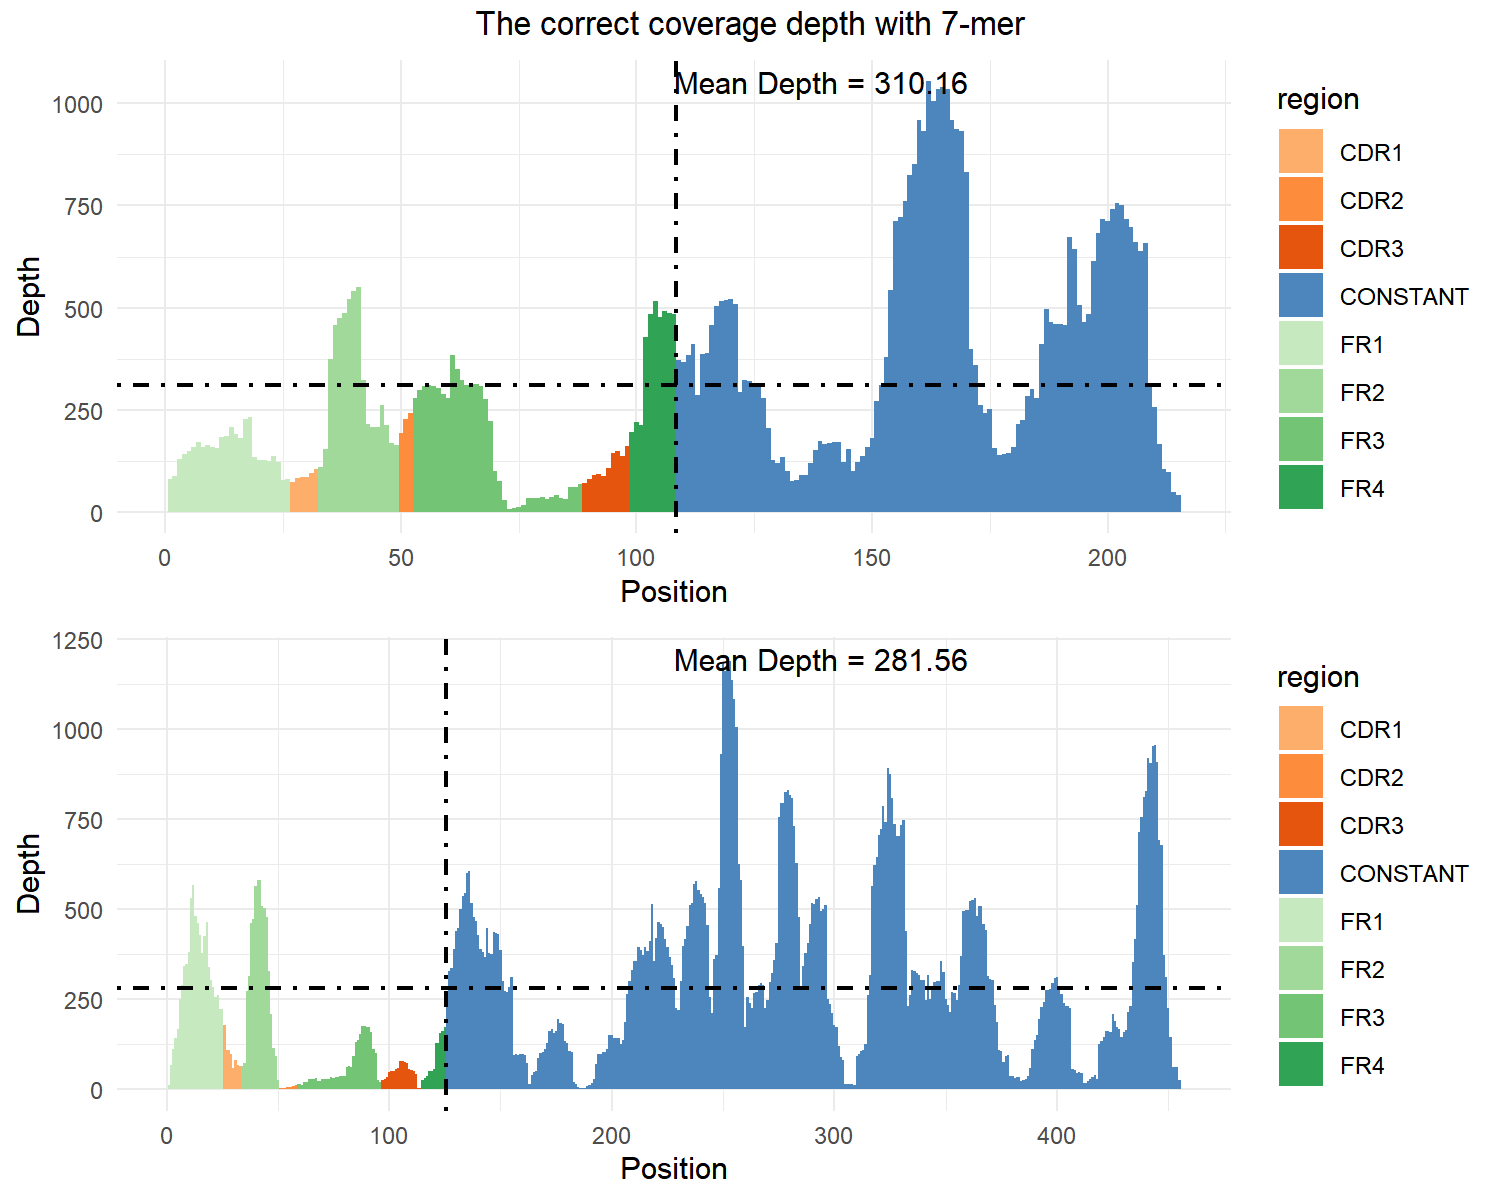 The correct coverage depth with 7-mer
Mean Depth = 310.16
Depth
1000
750
500
250
0
0 50 100 150 200
Position
region
CDR1
CDR2
CDR3
CONSTANT
FR1
FR2
FR3
FR4
Mean Depth = 281.56
Depth
1250
1000
750
500
250
0
0 100 200 300 400
Position
region
CDR1
CDR2
CDR3
CONSTANT
FR1
FR2
FR3
FR4